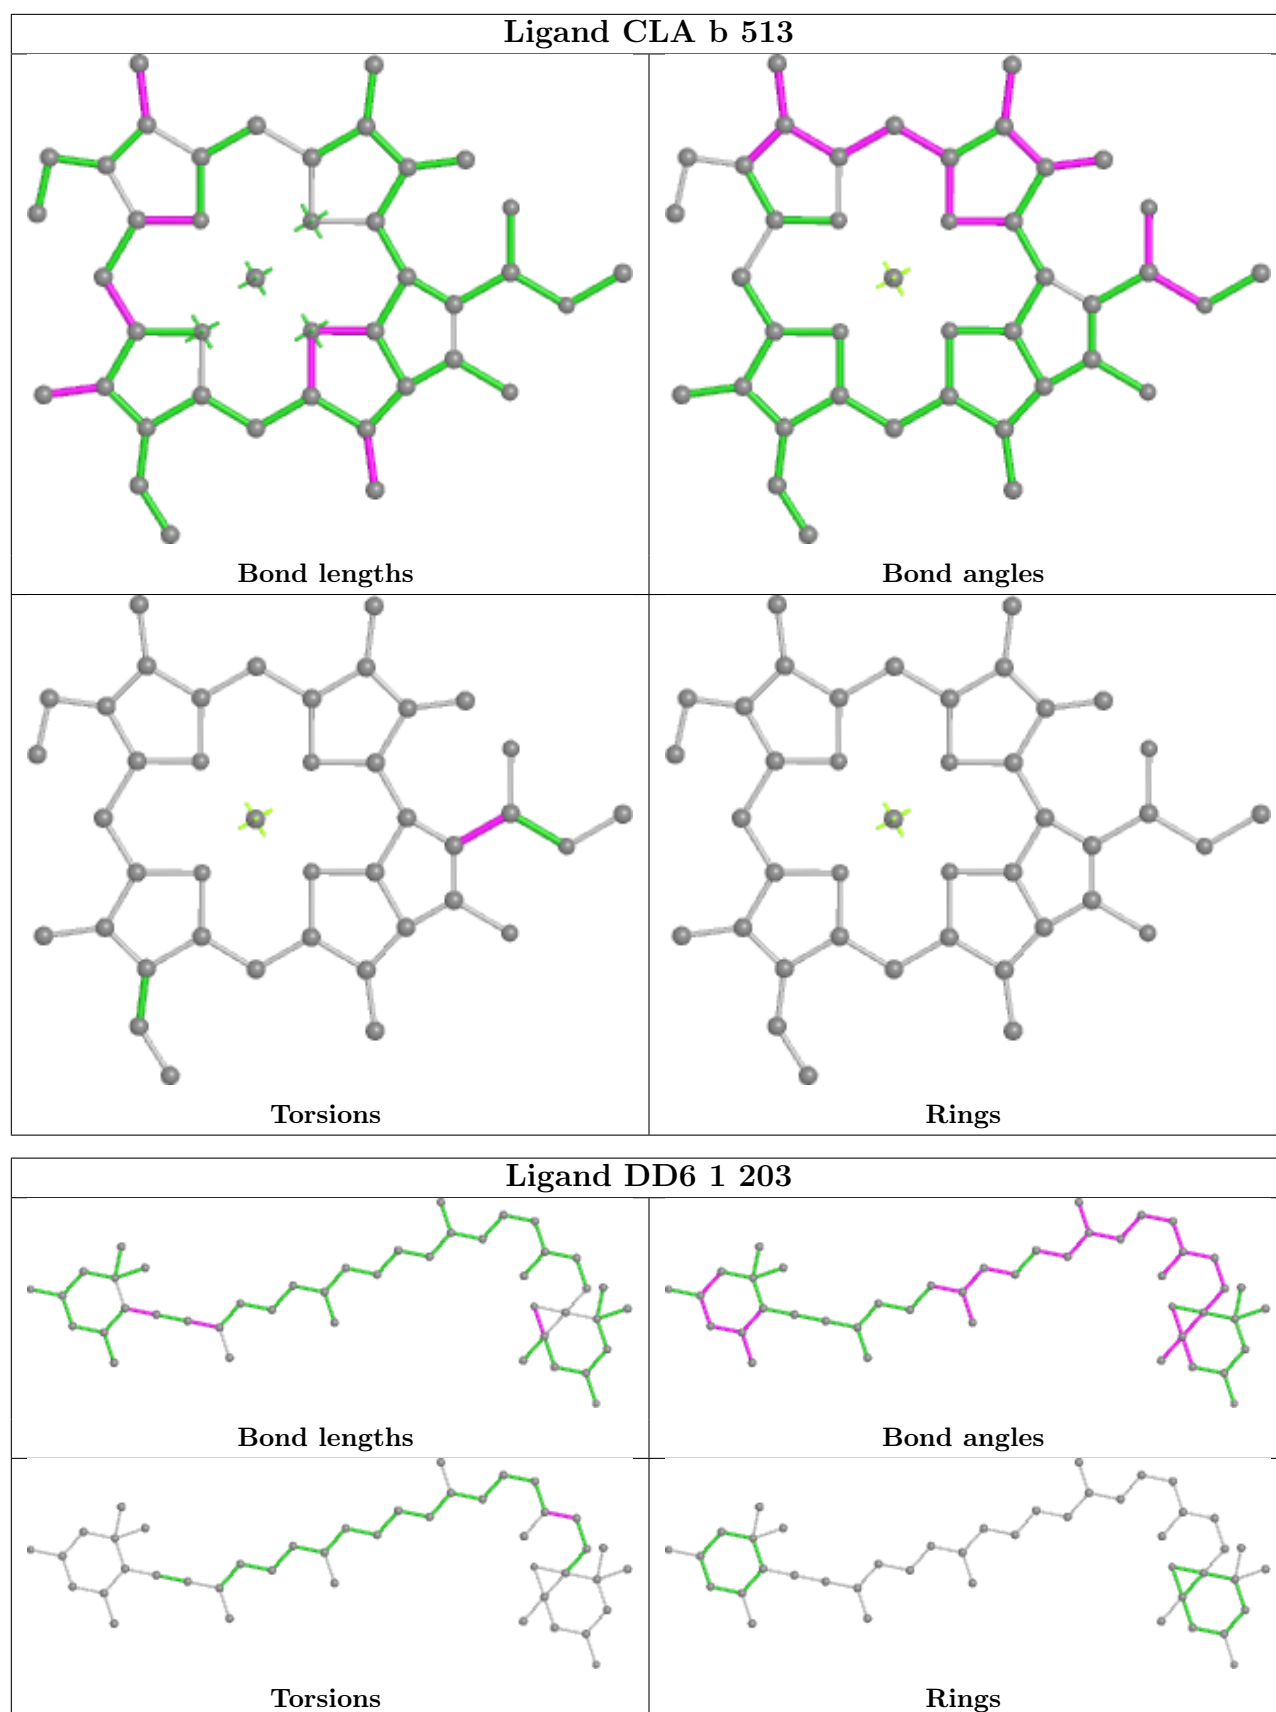 Ligand CLA b 513
Bond lengths
Bond angles
Torsions
Rings
Ligand DD6 1 203
Bond lengths
Bond angles
Torsions
Rings